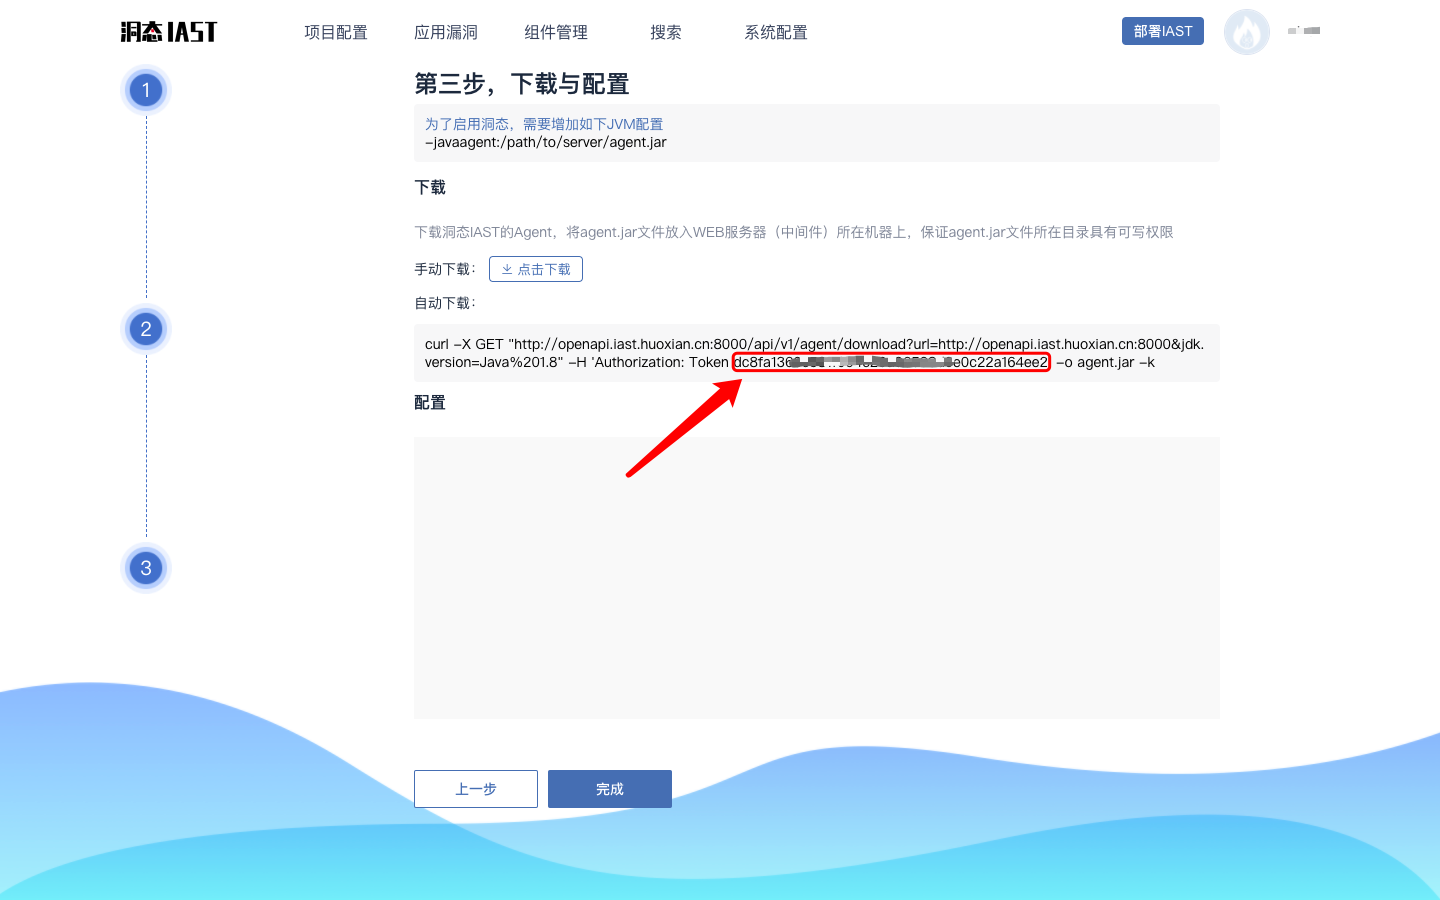 洞态 IAST
项目配置
应用漏洞
组件管理
搜索
系统配置
部署IAST
1
第三步，下载与配置
为了启用洞态，需要增加如下JVM配置
-javaagent:/path/to/server/agent.jar
下载
下载洞态IAST的Agent，将agent.jar文件放入WEB服务器（中间件）所在机器上，保证agent.jar文件所在目录具有可写权限
手动下载：
点击下载
自动下载：
2
curl -X GET "http://openapi.iast.huoxian.cn:8000/api/v1/agent/download?url=http://openapi.iast.huoxian.cn:8000&jdk.
version=Java%201.8" -H 'Authorization: Token -o agent.jar -k
配置
3
上一步
完成